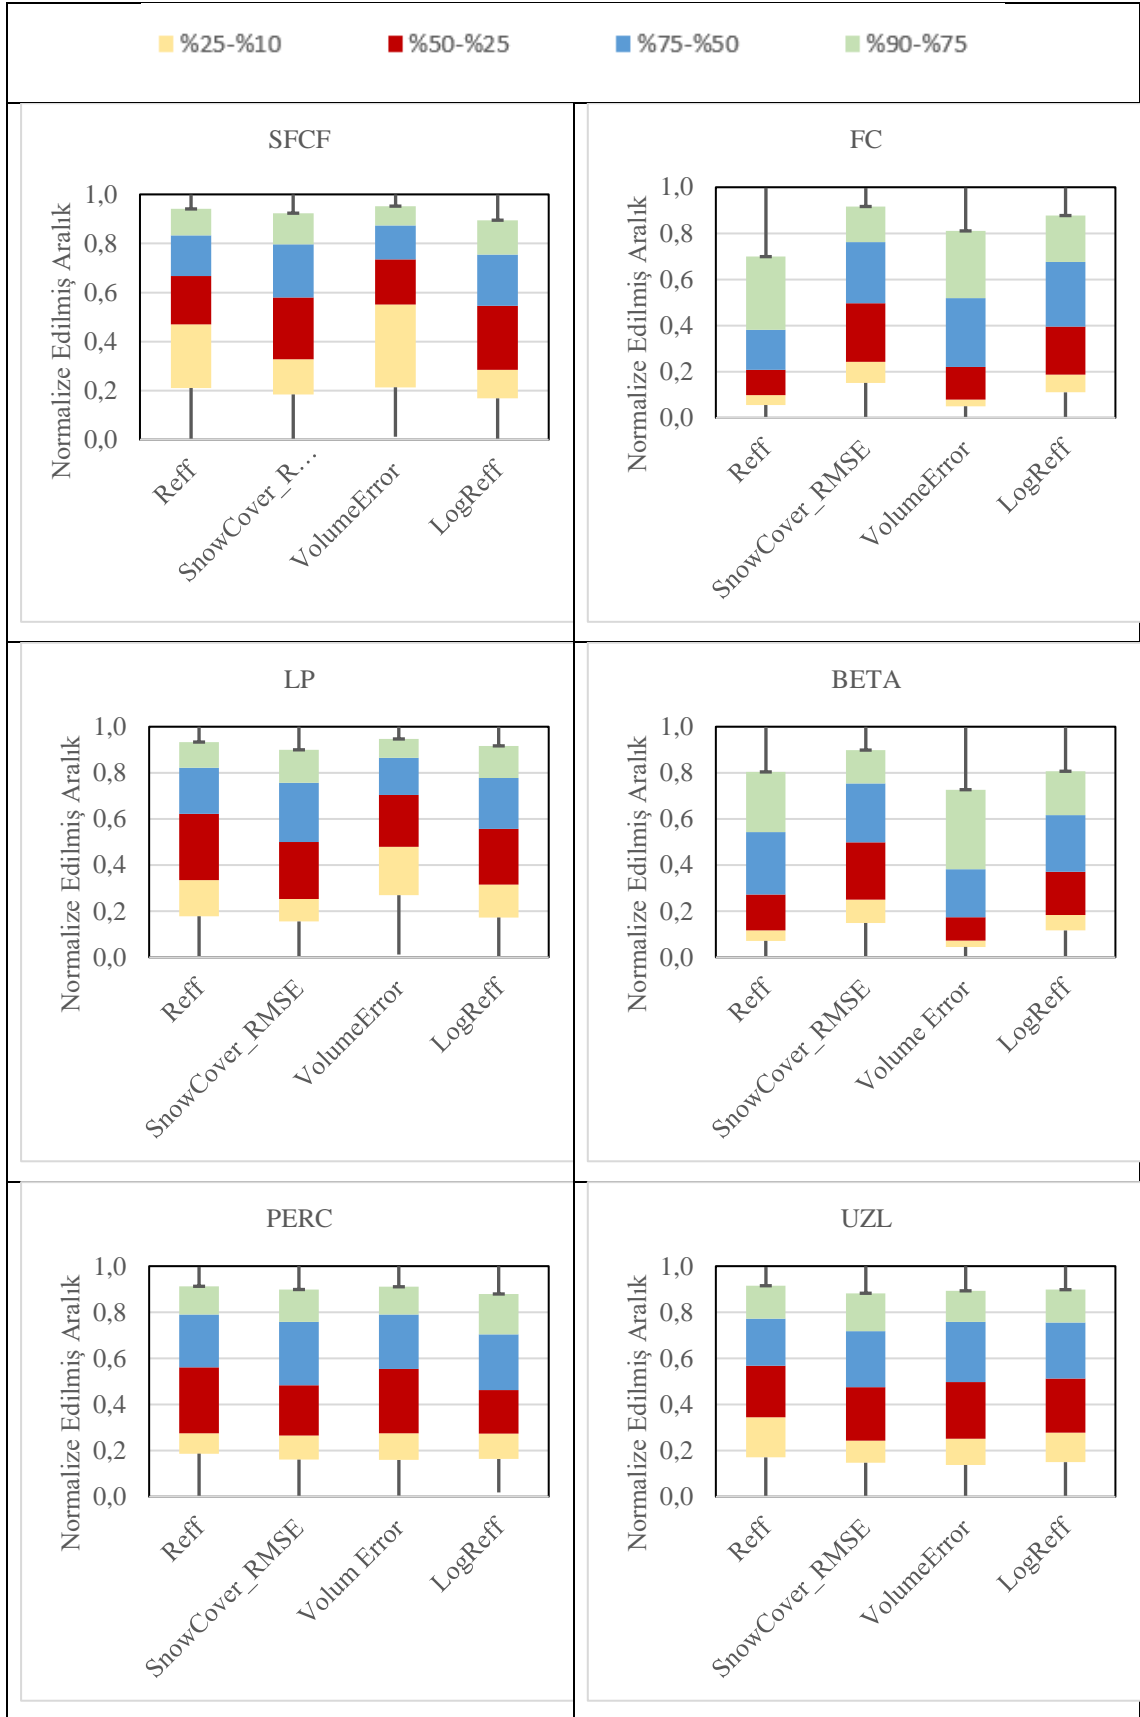 %25-%10 %50-%25 %75-%50 %90-%75
SFCF
Normalize Edilmiş Aralık
1,0
0,8
0,6
0,4
0,2
0,0
Reff
SnowCover_R...
VolumeError
LogReff
FC
Normalize Edilmiş Aralık
1,0
0,8
0,6
0,4
0,2
0,0
Reff
SnowCover_RMSE
VolumeError
LogReff
LP
Normalize Edilmiş Aralık
1,0
0,8
0,6
0,4
0,2
0,0
Reff
SnowCover_RMSE
VolumeError
LogReff
BETA
Normalize Edilmiş Aralık
1,0
0,8
0,6
0,4
0,2
0,0
Reff
SnowCover_RMSE
Volume Error
LogReff
PERC
Normalize Edilmiş Aralık
1,0
0,8
0,6
0,4
0,2
0,0
Reff
SnowCover_RMSE
Volum Error
LogReff
UZL
Normalize Edilmiş Aralık
1,0
0,8
0,6
0,4
0,2
0,0
Reff
SnowCover_RMSE
VolumeError
LogReff